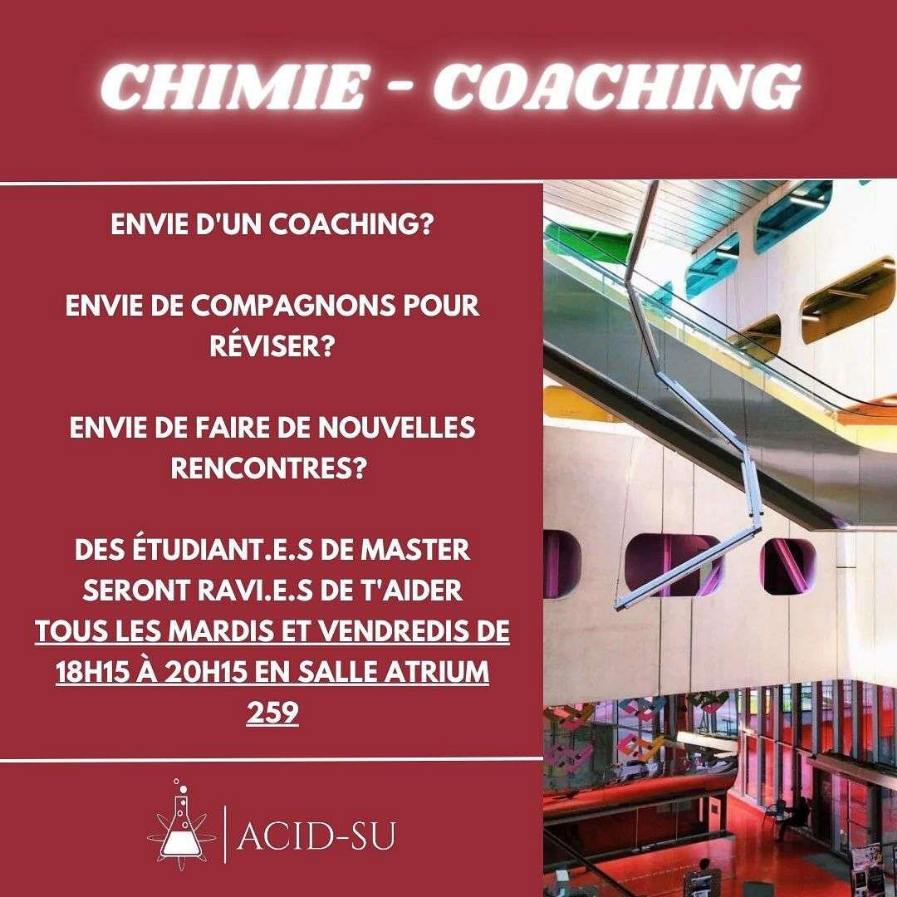 CHIMIE - COACHING
ENVIE D'UN COACHING?
ENVIE DE COMPAGNONS POUR
RÉVISER?
ENVIE DE FAIRE DE NOUVELLES
RENCONTRES?
DES ÉTUDIANT.E.S DE MASTER
SERONT RAVI.E.S DE T'AIDER
TOUS LES MARDIS ET VENDREDIS DE
18H15 À 20H15 EN SALLE ATRIUM
259
ACID-SU